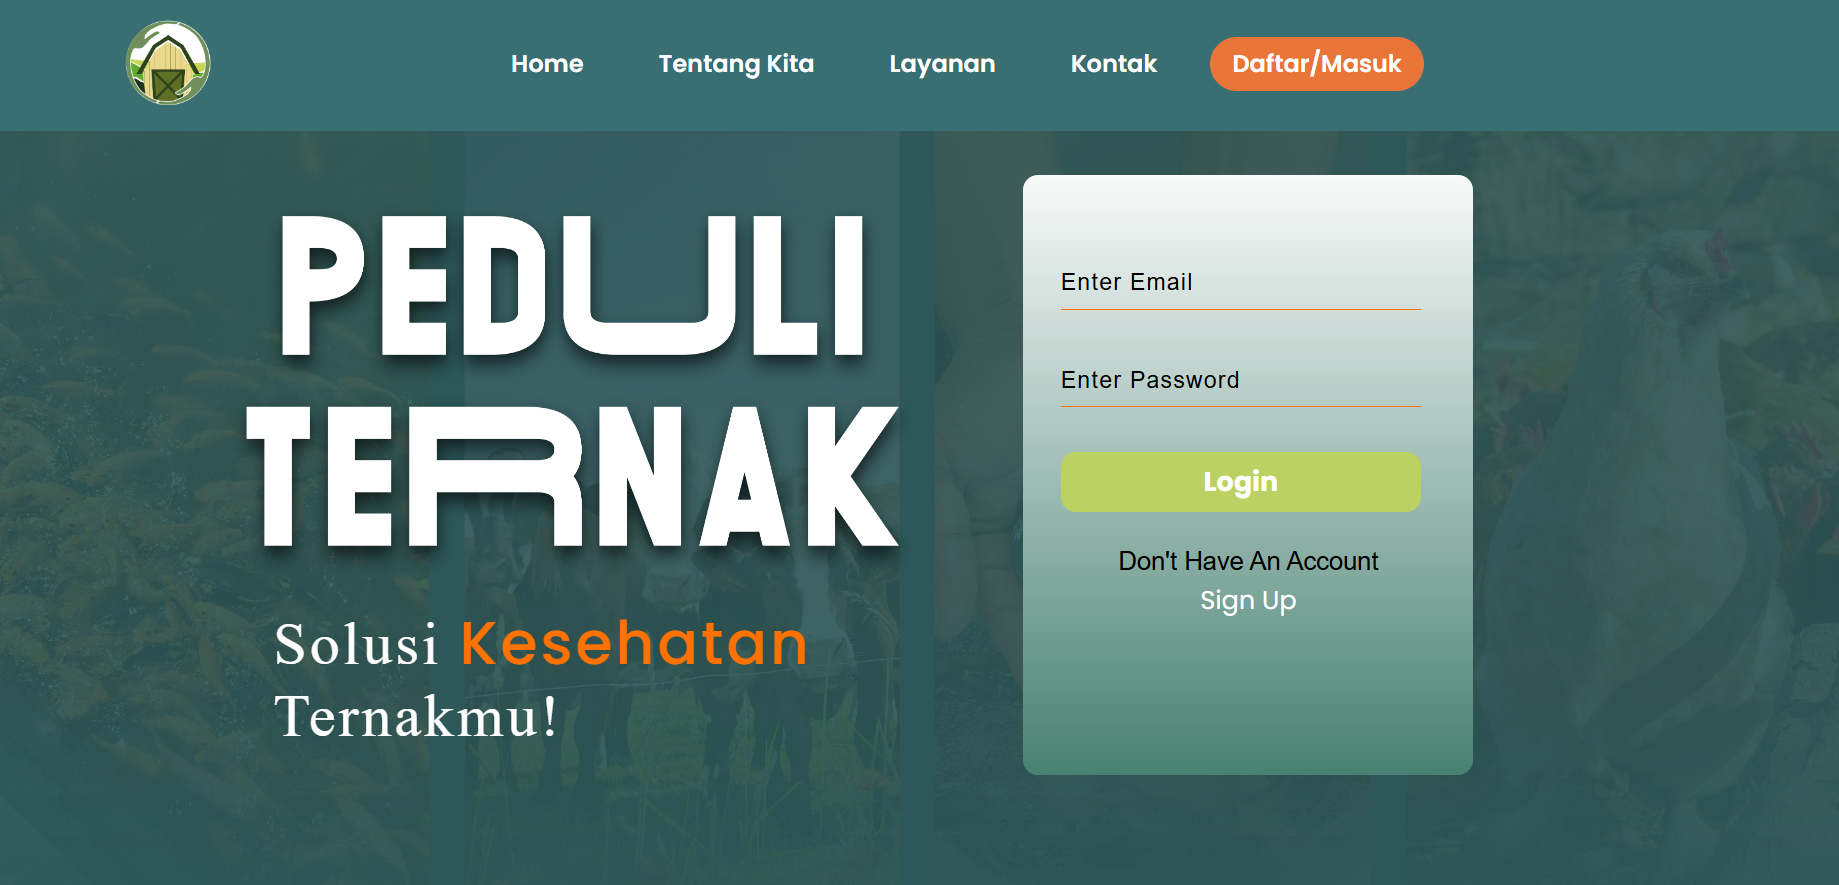 Home
Tentang Kita
Layanan
Kontak
Daftar/Masuk
PEDULI
TERNAK
Solusi Kesehatan
Ternakmu!
Enter Email
Enter Password
Login
Don't Have An Account
Sign Up